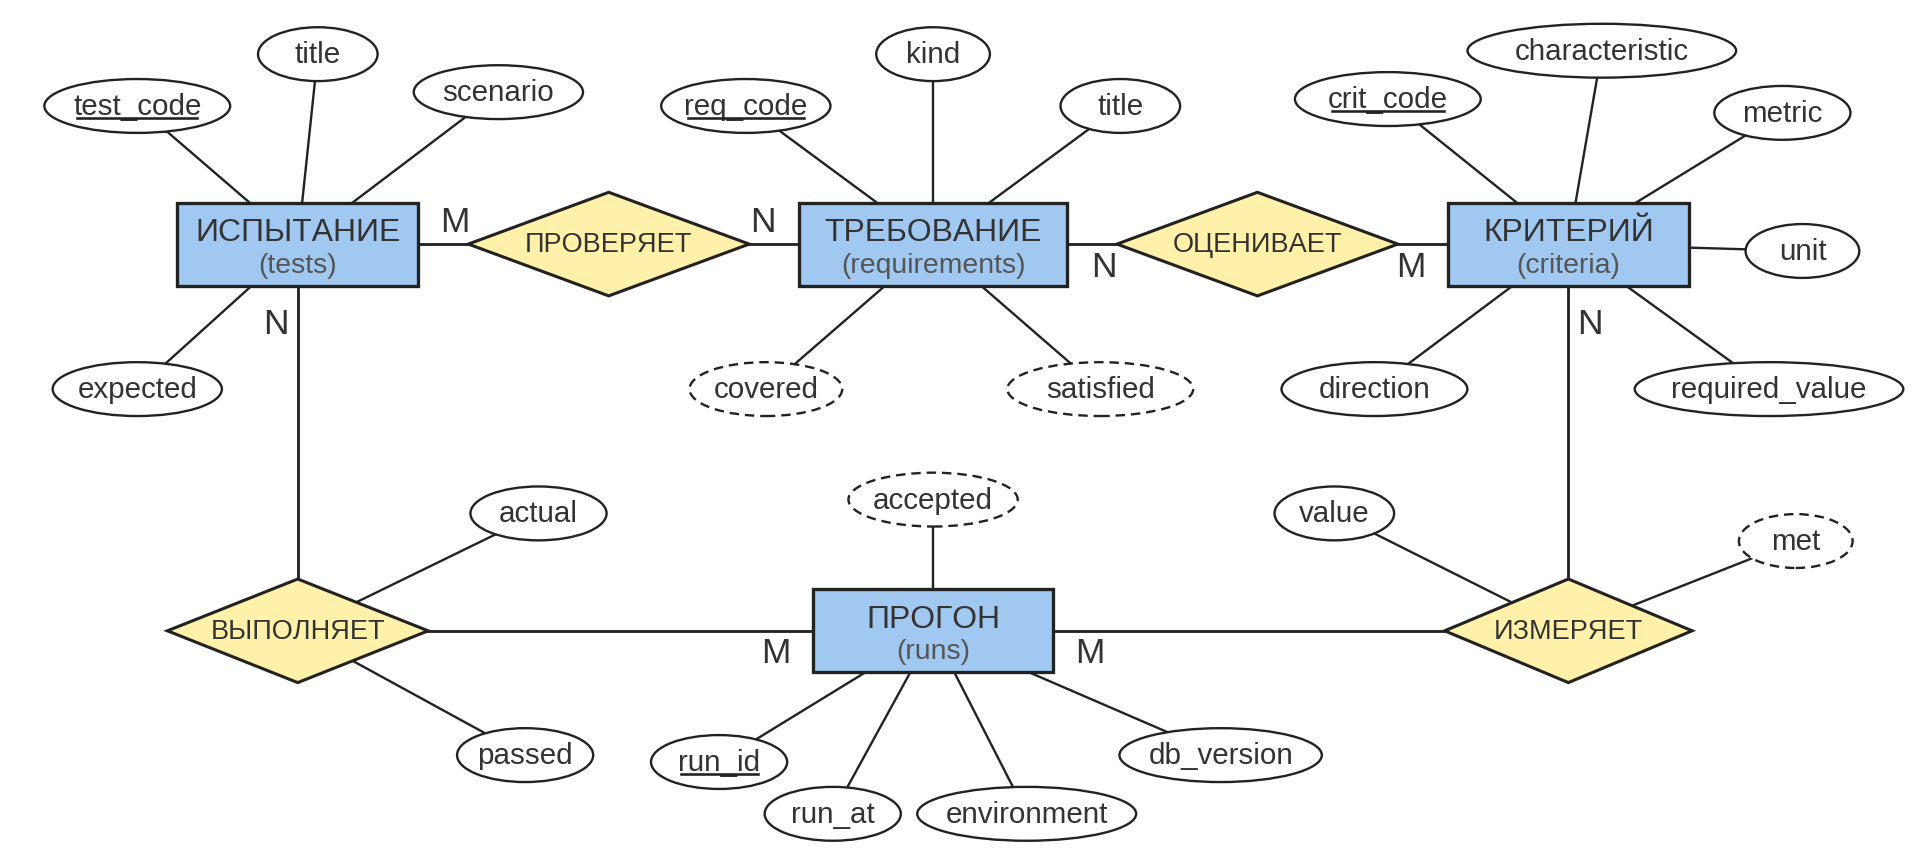 title
test_code
scenario
kind
req_code
title
characteristic
crit_code
metric
ИСПЫТАНИЕ
(tests)
M
ПРОВЕРЯЕТ
N
ТРЕБОВАНИЕ
(requirements)
N
ОЦЕНИВАЕТ
M
КРИТЕРИЙ
(criteria)
unit
N
N
expected
covered
satisfied
direction
required_value
actual
accepted
value
met
ВЫПОЛНЯЕТ
M
ПРОГОН
(runs)
M
ИЗМЕРЯЕТ
passed
run_id
run_at
environment
db_version